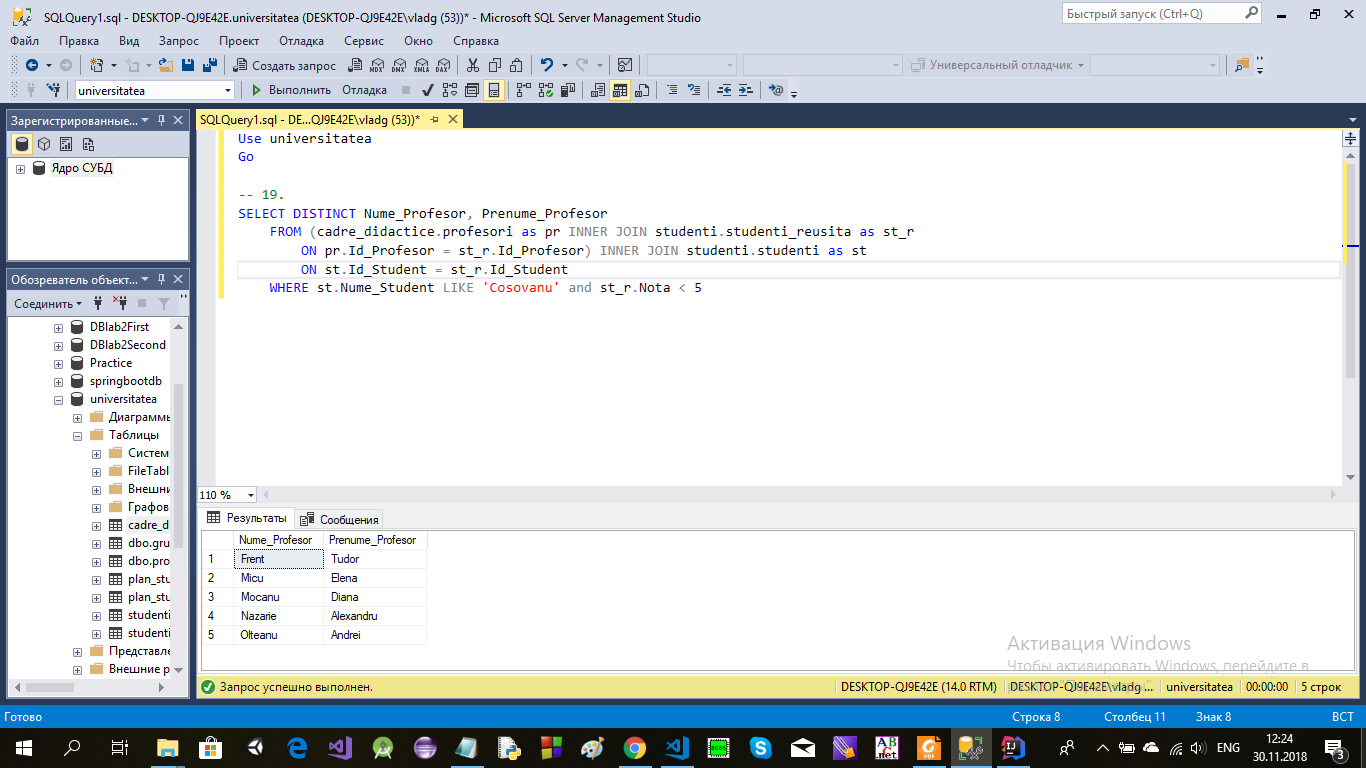 SQLQuery1.sql - DESKTOP-QJ9E42E.universitatea (DESKTOP-QJ9E42E\vladg (53))* - Microsoft SQL Server Management Studio
Быстрый запуск (Ctrl+Q)
Файл Правка Вид Запрос Проект Отладка Сервис Окно Справка
Создать запрос
MDX DMX XMLA DAX
Универсальный отладчик
universitatea
Выполнить Отладка
Зарегистрированные...
Ядро СУБД
Обозреватель объект...
Соединить
DBlab2First
DBlab2Second
Practice
springbootdb
universitatea
Диаграммы
Таблицы
Систем
FileTabl
Внешни
Графов
cadre_d
dbo.gru
dbo.pro
plan_stu
plan_stu
studenti
studenti
Представле
Внешние р
SQLQuery1.sql - DE...QJ9E42E\vladg (53))*
Use universitatea
Go
-- 19.
SELECT DISTINCT Nume_Profesor, Prenume_Profesor
FROM (cadre_didactice.profesori as pr INNER JOIN studenti.studenti_reusita as st_r
ON pr.Id_Profesor = st_r.Id_Profesor) INNER JOIN studenti.studenti as st
ON st.Id_Student = st_r.Id_Student
WHERE st.Nume_Student LIKE 'Cosovanu' and st_r.Nota < 5
110 %
Результаты Сообщения
Nume_Profesor Prenume_Profesor
1 Frent Tudor
2 Micu Elena
3 Mocanu Diana
4 Nazarie Alexandru
5 Olteanu Andrei
Активация Windows
Чтобы активировать Windows, перейдите в
Запрос успешно выполнен.
DESKTOP-QJ9E42E (14.0 RTM) DESKTOP-QJ9E42E\vladg ... universitatea 00:00:00 5 строк
Готово
Строка 8 Столбец 11 Знак 8 ВСТ
ENG
12:24
30.11.2018
3